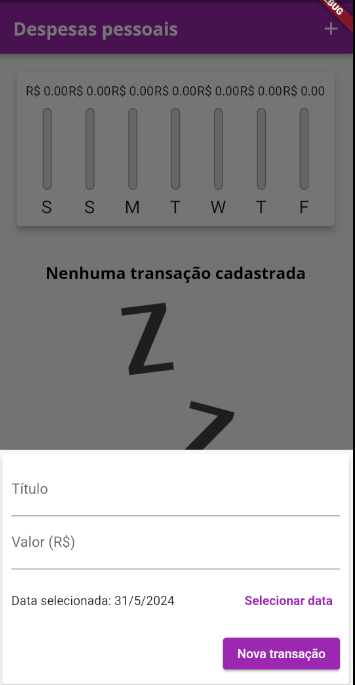 Despesas pessoais +
R$ 0.00 R$ 0.00 R$ 0.00 R$ 0.00 R$ 0.00 R$ 0.00 R$ 0.00
S S M T W T F
Nenhuma transação cadastrada
Z
Z
Título
Valor (R$)
Data selecionada: 31/5/2024 Selecionar data
Nova transação